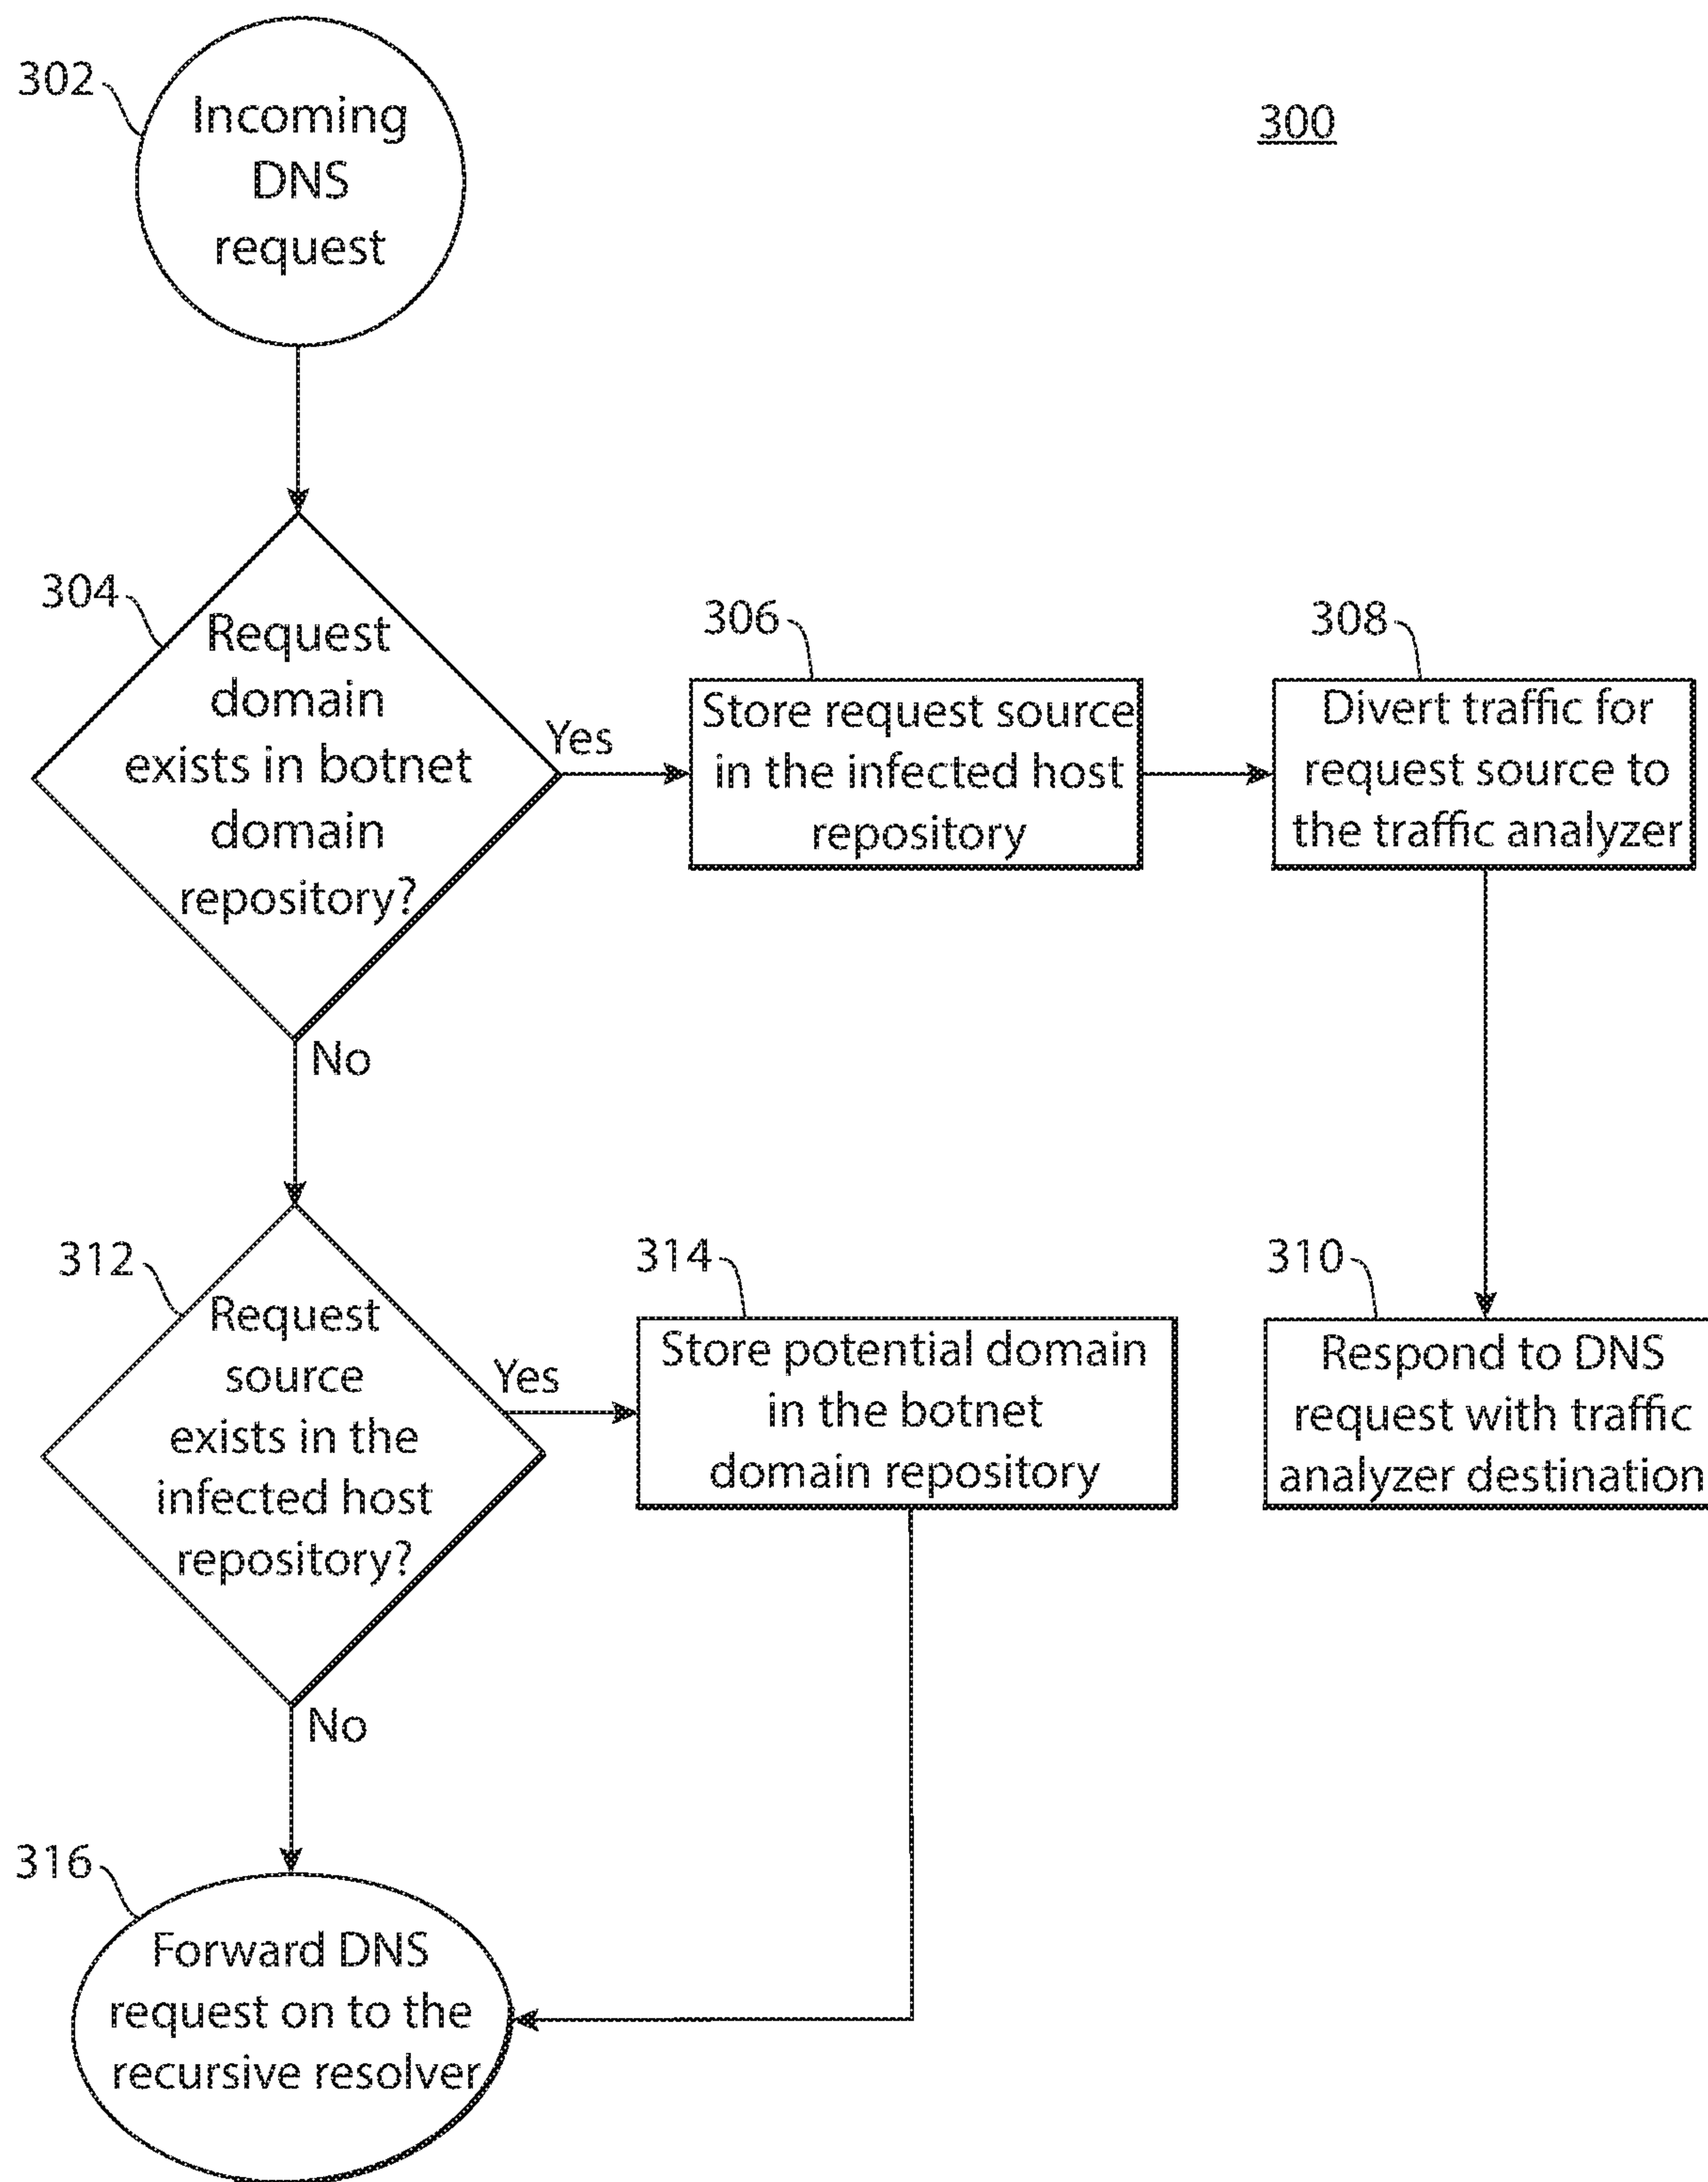 302
Incoming
DNS
request
300
304
Request
domain
exists in botnet
domain
repository?
Yes
306
Store request source
in the infected host
repository
308
Divert traffic for
request source to
the traffic analyzer
No
312
Request
source
exists in the
infected host
repository?
Yes
314
Store potential domain
in the botnet
domain repository
310
Respond to DNS
request with traffic
analyzer destination
No
316
Forward DNS
request on to the
recursive resolver